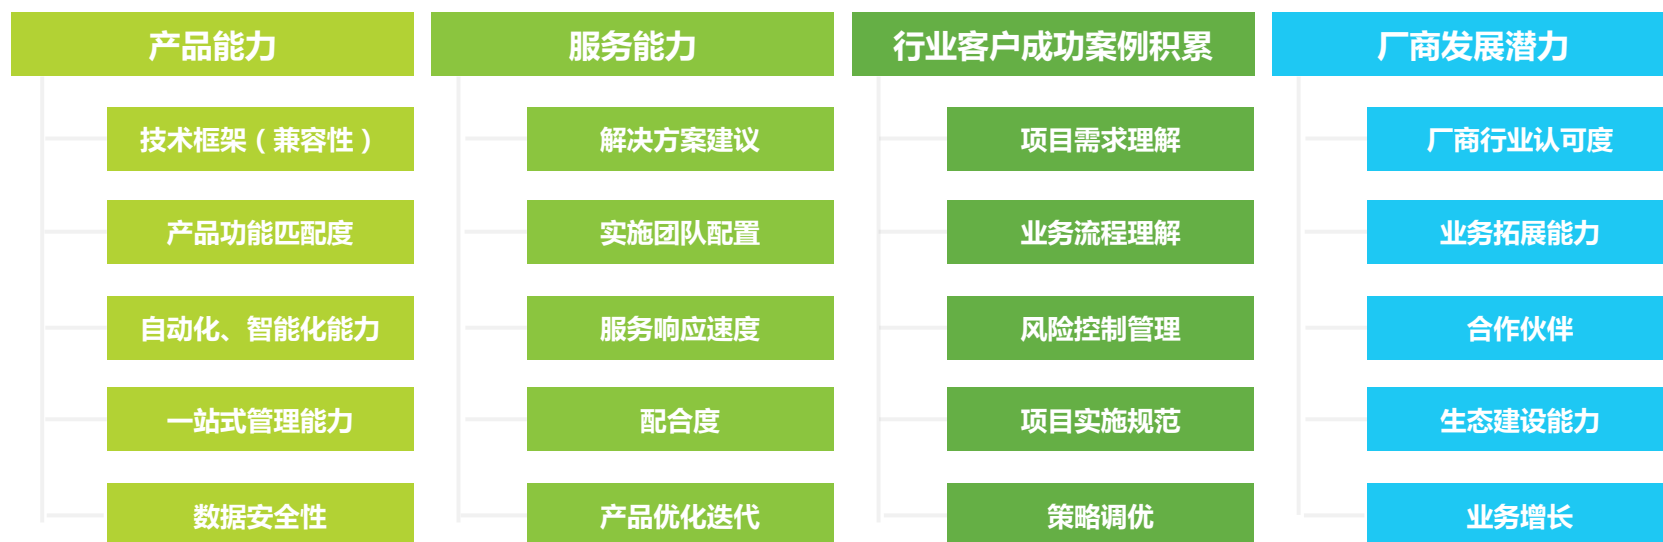 产品能力
技术框架（兼容性）
产品功能匹配度
自动化、智能化能力
一站式管理能力
数据安全性
服务能力
解决方案建议
实施团队配置
服务响应速度
配合度
产品优化迭代
行业客户成功案例积累
项目需求理解
业务流程理解
风险控制管理
项目实施规范
策略调优
厂商发展潜力
厂商行业认可度
业务拓展能力
合作伙伴
生态建设能力
业务增长